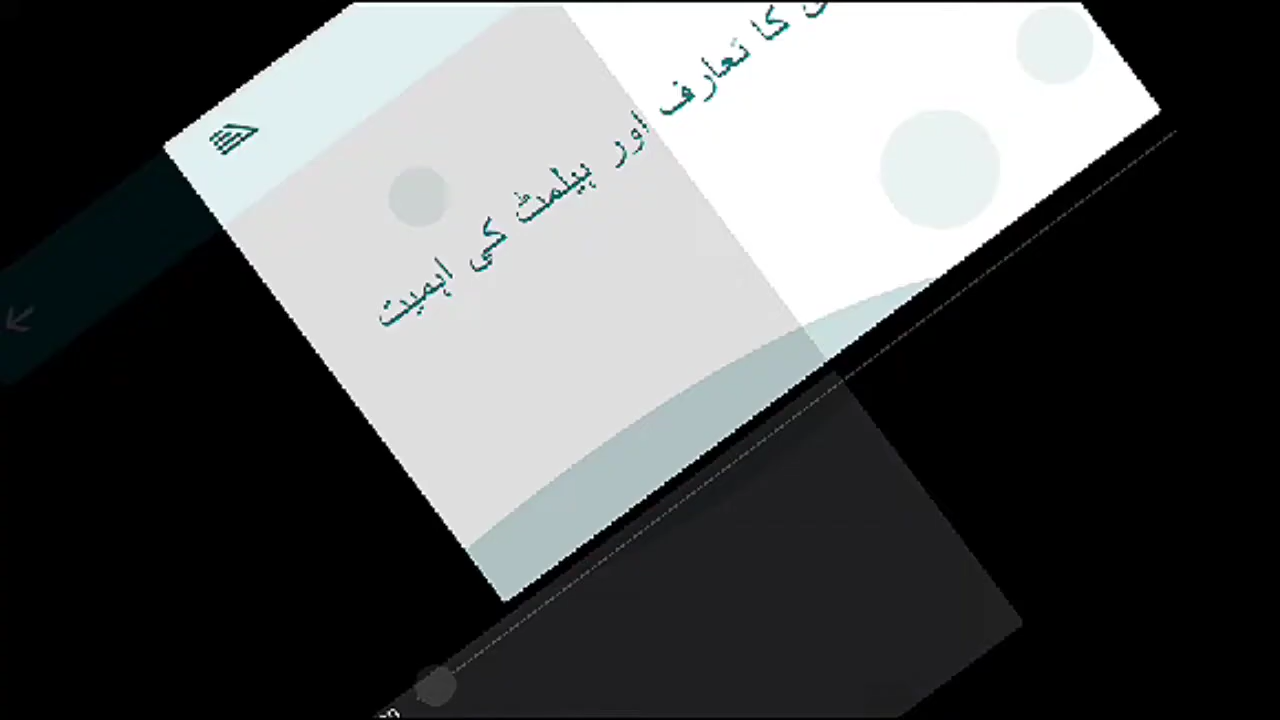 کا تعارف اور ہیلمٹ کی اہمیت